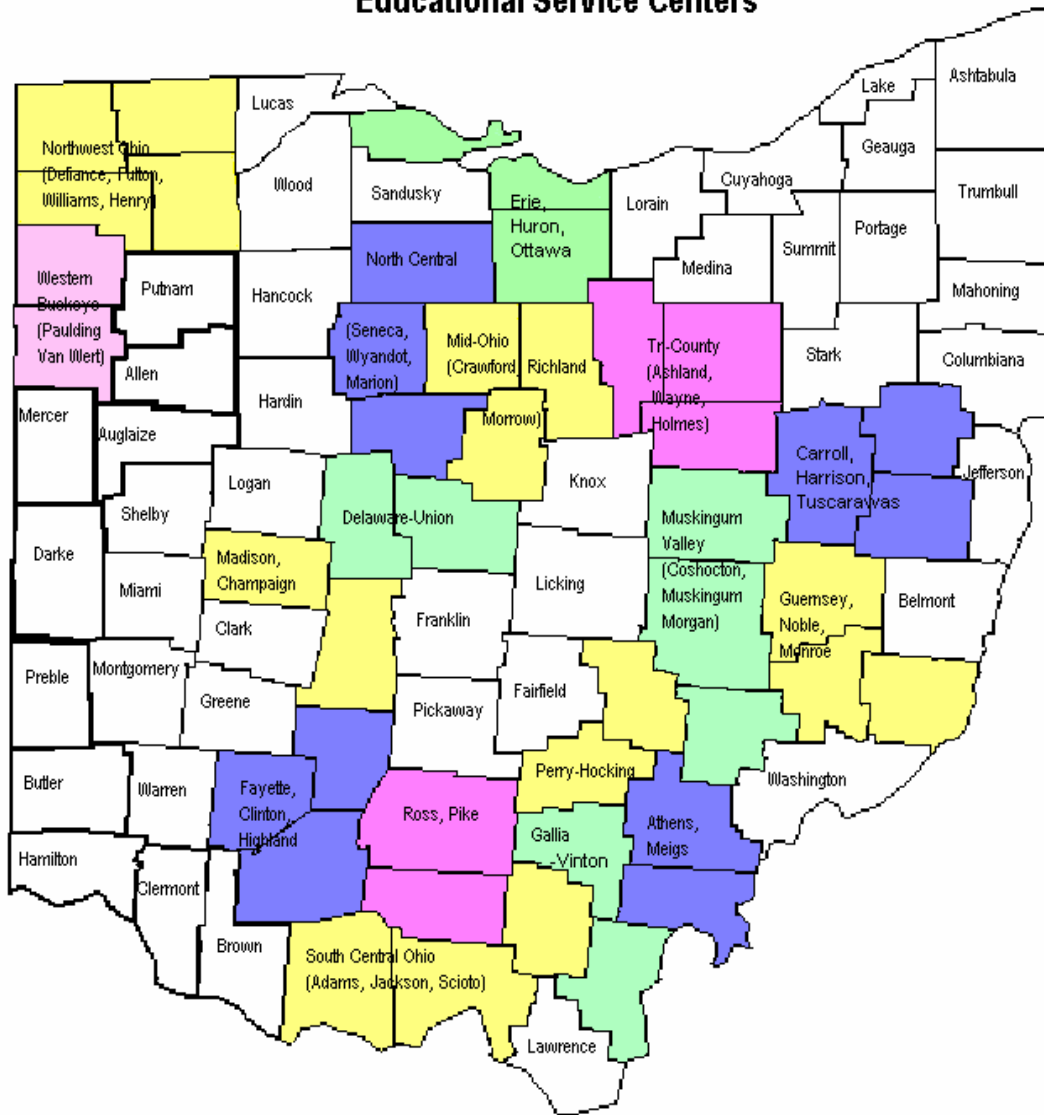 Educational Service Centers
Ashtabula
Lake
Lucas
Geauga
Northwest Ohio
(Defiance, Fulton,
Williams, Henry)
Wood
Sandusky
Erie,
Huron,
Ottawa
Lorain
Cuyahoga
Trumbull
Summit
Portage
North Central
Medina
Western
Buckeye
(Paulding
Van Wert)
Putnam
Hancock
Mahoning
(Seneca,
Wyandot,
Marion)
Mid-Ohio
(Crawford,
Richland
Morrow)
Tri-County
(Ashland,
Wayne,
Holmes)
Stark
Columbiana
Allen
Hardin
Mercer
Auglaize
Carroll,
Harrison,
Tuscarawas
Jefferson
Logan
Knox
Shelby
Delaware-Union
Muskingum
Valley
(Coshocton,
Muskingum
Morgan)
Darke
Madison,
Champaign
Miami
Licking
Guernsey,
Noble,
Monroe
Belmont
Clark
Franklin
Preble
Montgomery
Greene
Pickaway
Fairfield
Butler
Warren
Fayette,
Clinton,
Highland
Perry-Hocking
Washington
Ross, Pike
Athens,
Meigs
Gallia
-Vinton
Hamilton
Clermont
Brown
South Central Ohio
(Adams, Jackson, Scioto)
Lawrence